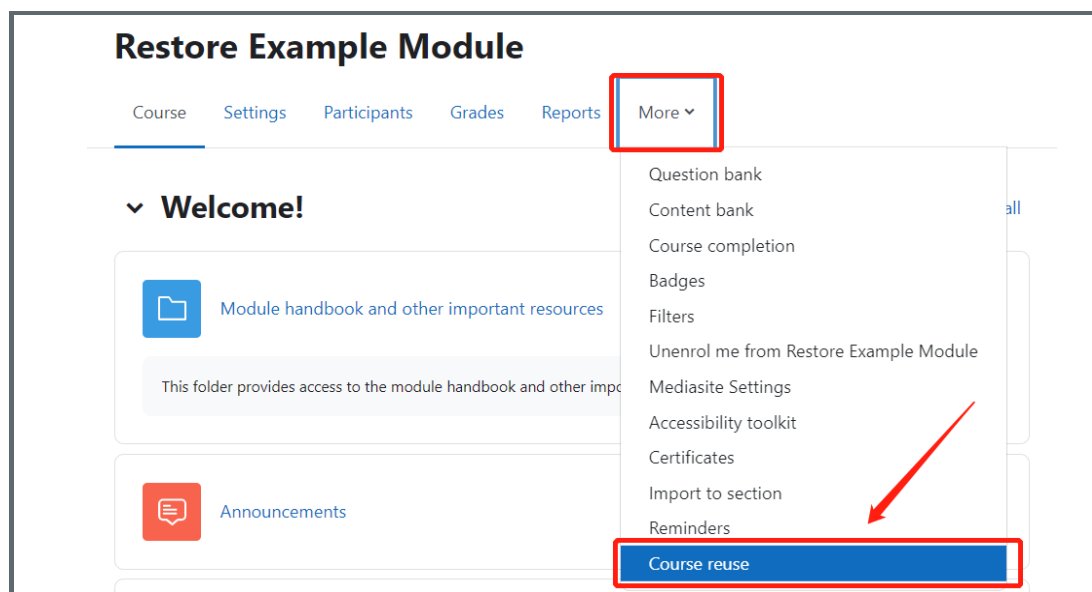 Restore Example Module
Course Settings Participants Grades Reports More
Question bank
Welcome!
Content bank
all
Course completion
Badges
Module handbook and other important resources
Filters
Unenrol me from Restore Example Module
This folder provides access to the module handbook and other impo
Mediasite Settings
Accessibility toolkit
Certificates
Import to section
Announcements
Reminders
Course reuse